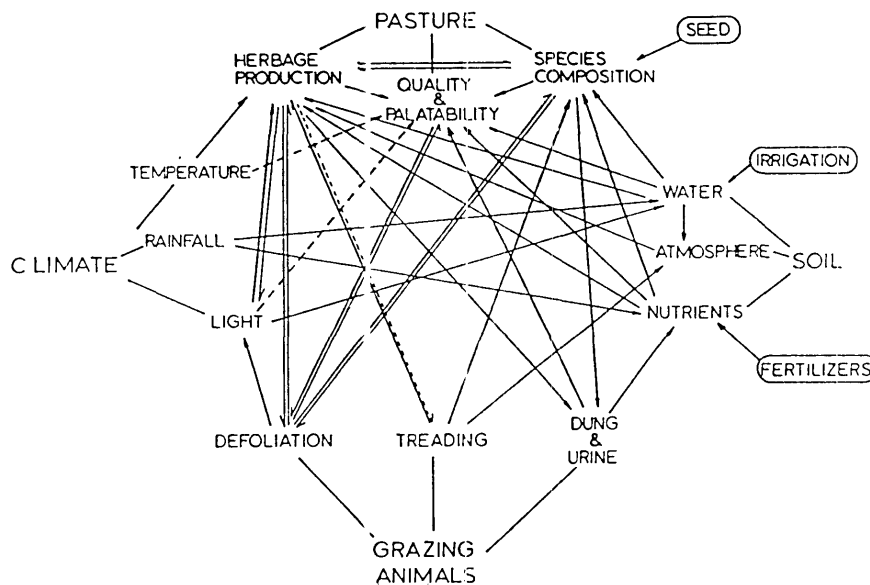 PASTURE
SEED
HERBAGE
PRODUCTION
SPECIES
COMPOSITION
QUALITY
&
PALATABILITY
TEMPERATURE
IRRIGATION
WATER
RAINFALL
ATMOSPHERE
CLIMATE
SOIL
LIGHT
NUTRIENTS
FERTILIZERS
DEFOLIATION
TREADING
DUNG
&
URINE
GRAZING
ANIMALS